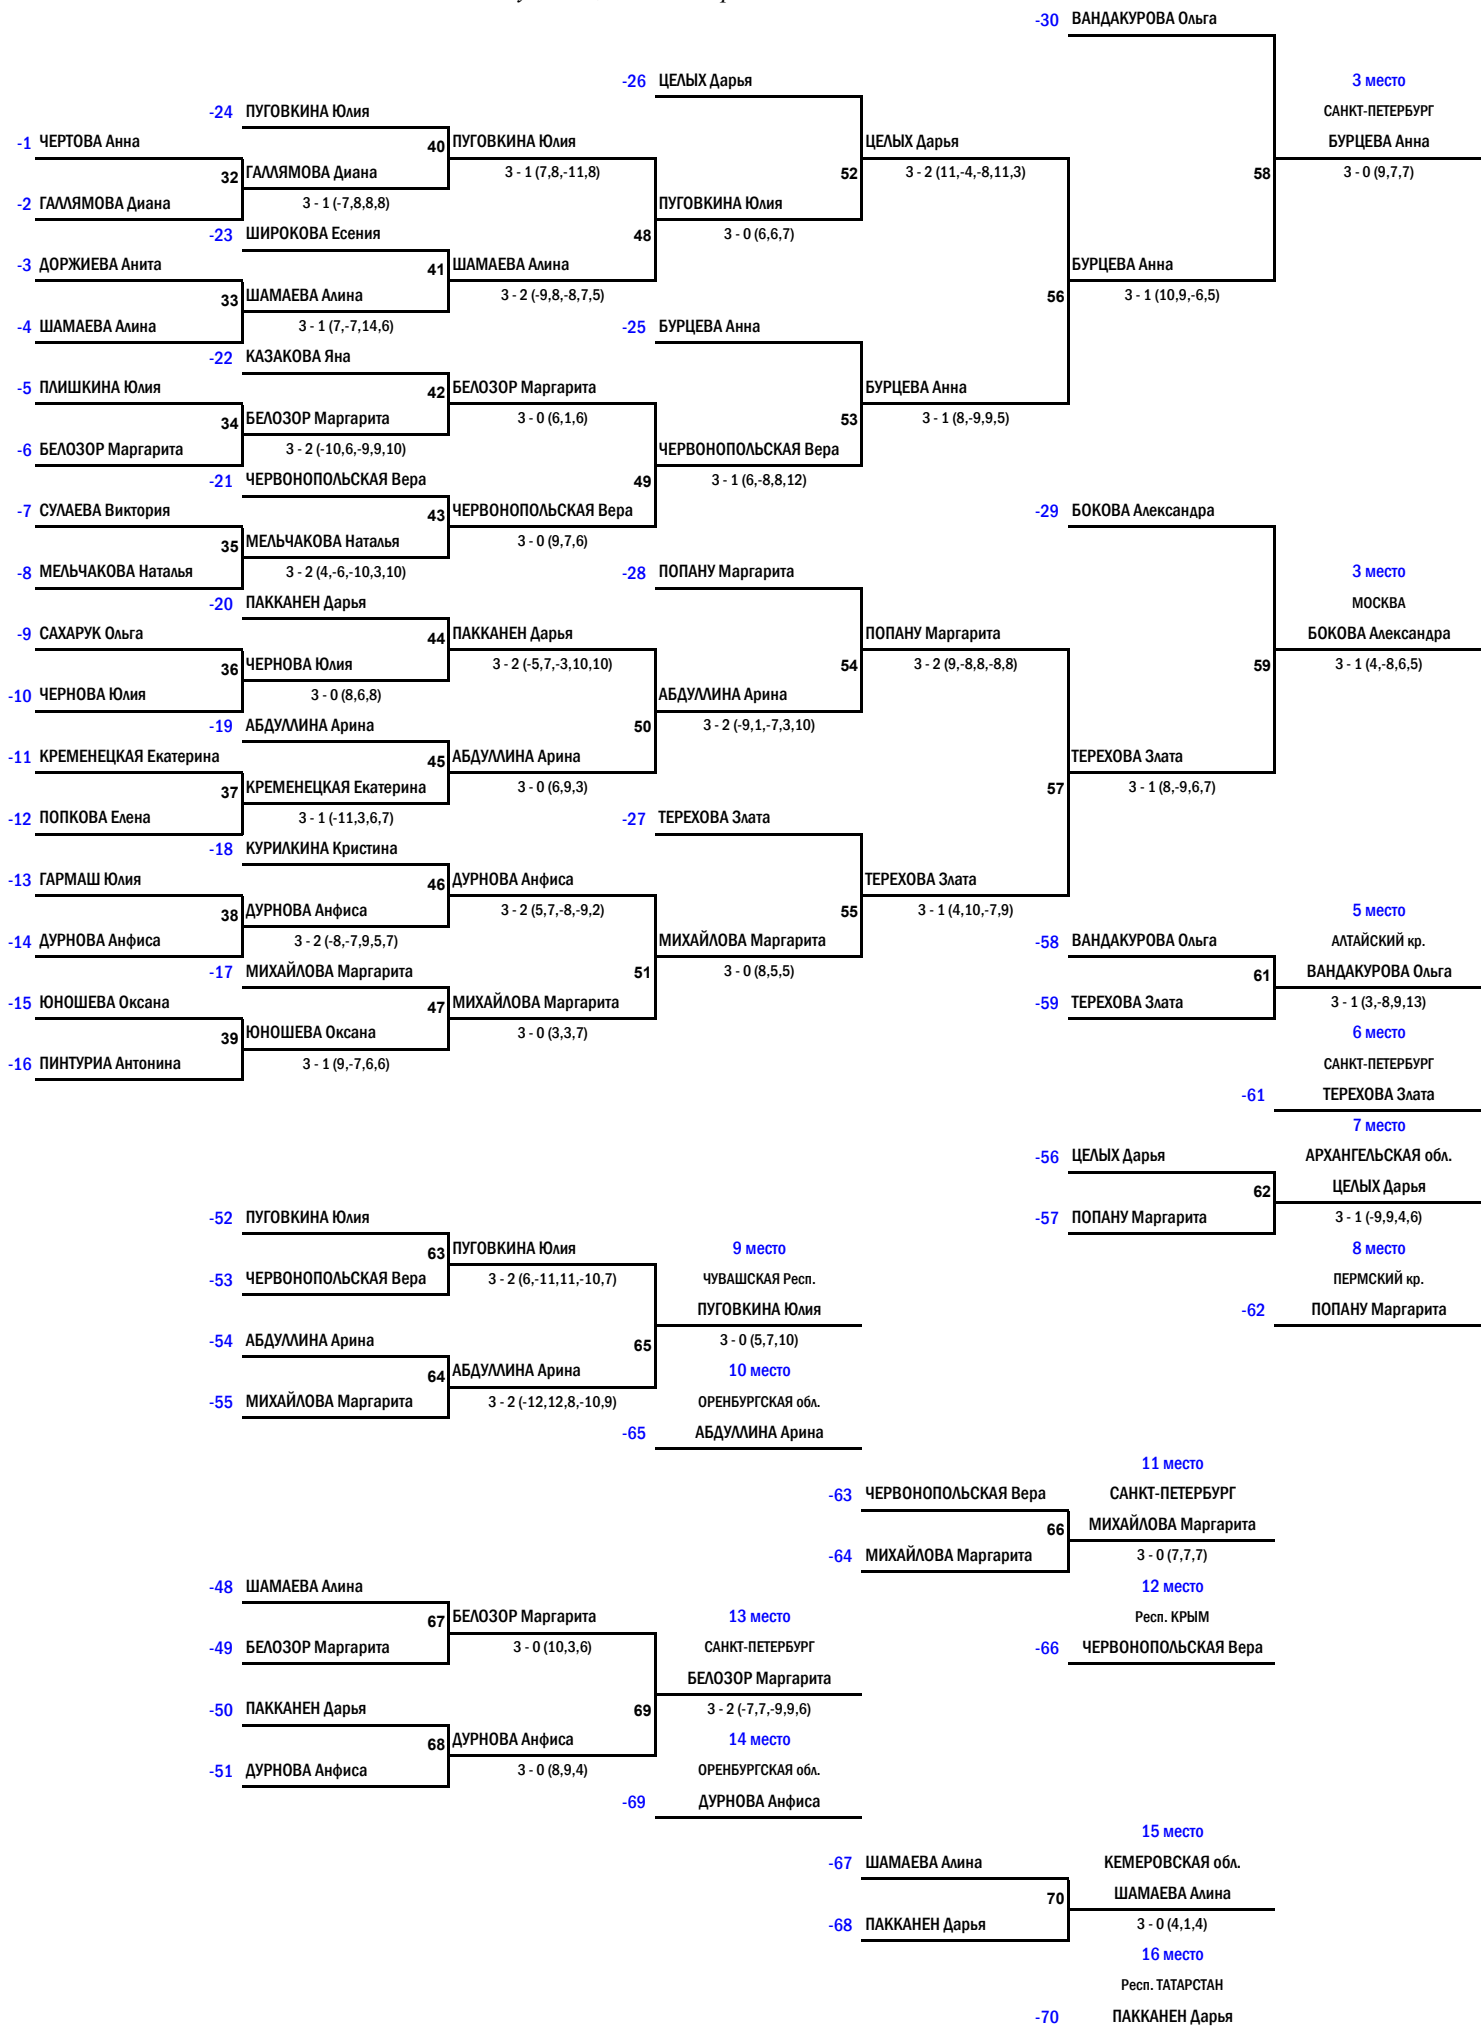 -30 ВАНДАКУРОВА Ольга
-26 ЦЕЛЫХ Дарья 3 место
-24 ПУГОВКИНА Юлия САНКТ-ПЕТЕРБУРГ
-1 ЧЕРТОВА Анна 40 ПУГОВКИНА Юлия ЦЕЛЫХ Дарья БУРЦЕВА Анна
32 ГАЛЛЯМОВА Диана 3 - 1 (7,8,-11,8) 52 3 - 2 (11,-4,-8,11,3) 58 3 - 0 (9,7,7)
-2 ГАЛЛЯМОВА Диана 3 - 1 (-7,8,8,8) ПУГОВКИНА Юлия
-23 ШИРОКОВА Есения 48 3 - 0 (6,6,7)
-3 ДОРЖИЕВА Анита 41 ШАМАЕВА Алина БУРЦЕВА Анна
33 ШАМАЕВА Алина 3 - 2 (-9,8,-8,7,5) 56 3 - 1 (10,9,-6,5)
-4 ШАМАЕВА Алина 3 - 1 (7,-7,14,6) -25 БУРЦЕВА Анна
-22 КАЗАКОВА Яна
-5 ПЛИШКИНА Юлия 42 БЕЛОЗОР Маргарита БУРЦЕВА Анна
34 БЕЛОЗОР Маргарита 3 - 0 (6,1,6) 53 3 - 1 (8,-9,9,5)
-6 БЕЛОЗОР Маргарита 3 - 2 (-10,6,-9,9,10) ЧЕРВОНОПОЛЬСКАЯ Вера
-21 ЧЕРВОНОПОЛЬСКАЯ Вера 49 3 - 1 (6,-8,8,12)
-7 СУЛАЕВА Виктория 43 ЧЕРВОНОПОЛЬСКАЯ Вера -29 БОКОВА Александра
35 МЕЛЬЧАКОВА Наталья 3 - 0 (9,7,6)
-8 МЕЛЬЧАКОВА Наталья 3 - 2 (4,-6,-10,3,10) -28 ПОПАНУ Маргарита 3 место
-20 ПАККАНЕН Дарья МОСКВА
-9 САХАРУК Ольга 44 ПАККАНЕН Дарья ПОПАНУ Маргарита БОКОВА Александра
36 ЧЕРНОВА Юлия 3 - 2 (-5,7,-3,10,10) 54 3 - 2 (9,-8,8,-8,8) 59 3 - 1 (4,-8,6,5)
-10 ЧЕРНОВА Юлия 3 - 0 (8,6,8) АБДУЛЛИНА Арина
-19 АБДУЛЛИНА Арина 50 3 - 2 (-9,1,-7,3,10)
-11 КРЕМЕНЕЦКАЯ Екатерина 45 АБДУЛЛИНА Арина ТЕРЕХОВА Злата
37 КРЕМЕНЕЦКАЯ Екатерина 3 - 0 (6,9,3) 57 3 - 1 (8,-9,6,7)
-12 ПОПКОВА Елена 3 - 1 (-11,3,6,7) -27 ТЕРЕХОВА Злата
-18 КУРИЛКИНА Кристина
-13 ГАРМАШ Юлия 46 ДУРНОВА Анфиса ТЕРЕХОВА Злата
38 ДУРНОВА Анфиса 3 - 2 (5,7,-8,-9,2) 55 3 - 1 (4,10,-7,9) 5 место
-14 ДУРНОВА Анфиса 3 - 2 (-8,-7,9,5,7) МИХАЙЛОВА Маргарита -58 ВАНДАКУРОВА Ольга АЛТАЙСКИЙ кр.
-17 МИХАЙЛОВА Маргарита 51 3 - 0 (8,5,5) 61 ВАНДАКУРОВА Ольга
-15 ЮНОШЕВА Оксана 47 МИХАЙЛОВА Маргарита -59 ТЕРЕХОВА Злата 3 - 1 (3,-8,9,13)
39 ЮНОШЕВА Оксана 3 - 0 (3,3,7) 6 место
-16 ПИНТУРИА Антонина 3 - 1 (9,-7,6,6) САНКТ-ПЕТЕРБУРГ
-61 ТЕРЕХОВА Злата
7 место
-56 ЦЕЛЫХ Дарья АРХАНГЕЛЬСКАЯ обл.
62 ЦЕЛЫХ Дарья
-52 ПУГОВКИНА Юлия -57 ПОПАНУ Маргарита 3 - 1 (-9,9,4,6)
63 ПУГОВКИНА Юлия 9 место 8 место
-53 ЧЕРВОНОПОЛЬСКАЯ Вера 3 - 2 (6,-11,11,-10,7) ЧУВАШСКАЯ Респ. ПЕРМСКИЙ кр.
ПУГОВКИНА Юлия -62 ПОПАНУ Маргарита
-54 АБДУЛЛИНА Арина 65 3 - 0 (5,7,10)
64 АБДУЛЛИНА Арина 10 место
-55 МИХАЙЛОВА Маргарита 3 - 2 (-12,12,8,-10,9) ОРЕНБУРГСКАЯ обл.
-65 АБДУЛЛИНА Арина
11 место
-63 ЧЕРВОНОПОЛЬСКАЯ Вера САНКТ-ПЕТЕРБУРГ
66 МИХАЙЛОВА Маргарита
-64 МИХАЙЛОВА Маргарита 3 - 0 (7,7,7)
-48 ШАМАЕВА Алина 12 место
67 БЕЛОЗОР Маргарита 13 место Респ. КРЫМ
-49 БЕЛОЗОР Маргарита 3 - 0 (10,3,6) САНКТ-ПЕТЕРБУРГ -66 ЧЕРВОНОПОЛЬСКАЯ Вера
БЕЛОЗОР Маргарита
-50 ПАККАНЕН Дарья 69 3 - 2 (-7,7,-9,9,6)
68 ДУРНОВА Анфиса 14 место
-51 ДУРНОВА Анфиса 3 - 0 (8,9,4) ОРЕНБУРГСКАЯ обл.
-69 ДУРНОВА Анфиса
15 место
-67 ШАМАЕВА Алина КЕМЕРОВСКАЯ обл.
70 ШАМАЕВА Алина
-68 ПАККАНЕН Дарья 3 - 0 (4,1,4)
16 место
Респ. ТАТАРСТАН
-70 ПАККАНЕН Дарья